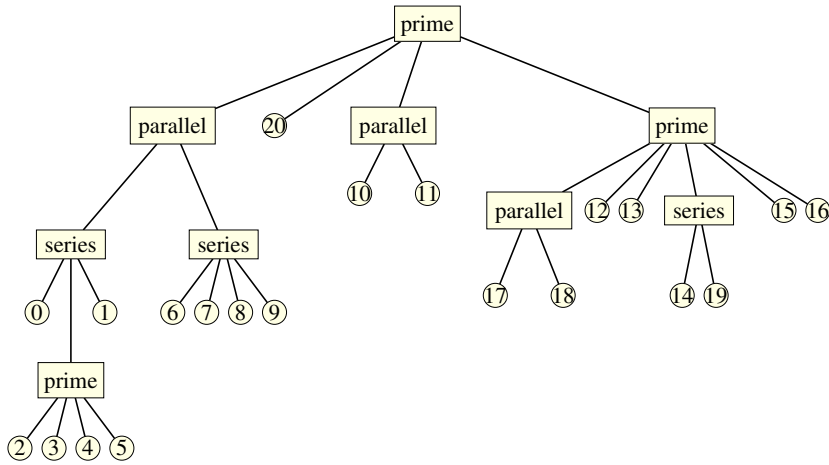 prime
parallel 20 parallel prime
10 11 parallel 12 13 series 15 16
series series
17 18 14 19
0 1 6 7 8 9
prime
2 3 4 5